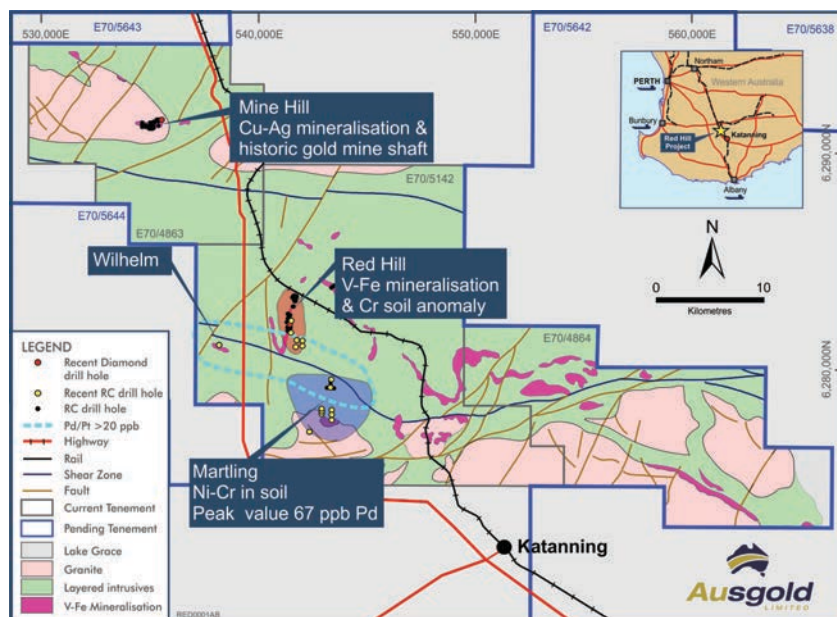 530,000E
E70/5643
540,000E
550,000E
E70/5642
560,000E
E70/5638
Mine Hill
Cu-Ag mineralisation &
historic gold mine shaft
Northam
PERTH
Western Australia
Bunbury
Red Hill
Project
Katanning
Albany
6,290,000N
E70/5142
E70/5644
E70/4863
Wilhelm
Red Hill
V-Fe mineralisation
& Cr soil anomaly
N
0
10
Kilometres
E70/4864
6,280,000N
LEGEND
Recent Diamond
drill hole
Recent RC drill hole
RC drill hole
Pd/Pt >20 ppb
Highway
Rail
Shear Zone
Fault
Current Tenement
Pending Tenement
Lake Grace
Granite
Layered intrusives
V-Fe Mineralisation
Martling
Ni-Cr in soil
Peak value 67 ppb Pd
Katanning
Ausgold
LIMITED
RED0001AB